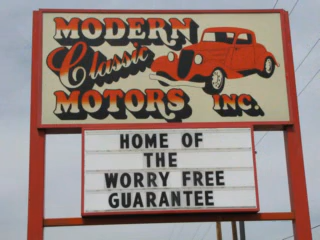 MODERN
Classic
MOTORS INC.
HOME OF
THE
WORRY FREE
GUARANTEE